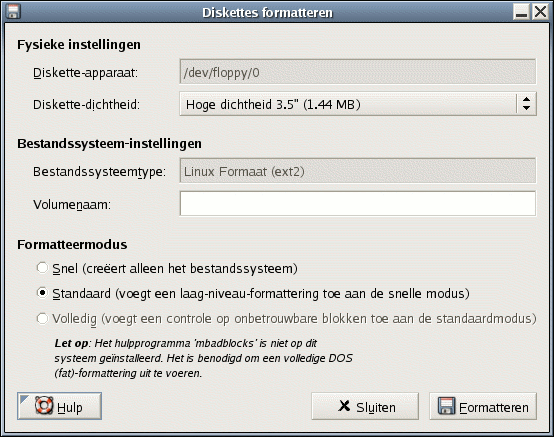 Diskettes formatteren
Fysieke instellingen
Diskette-apparaat: /dev/floppy/0
Diskette-dichtheid: Hoge dichtheid 3.5" (1.44 MB)
Bestandssysteem-instellingen
Bestandssysteemtype: Linux Formaat (ext2)
Volumenaam:
Formatteermodus
Snel (creëert alleen het bestandssysteem)
Standaard (voegt een laag-niveau-formattering toe aan de snelle modus)
Volledig (voegt een controle op onbetrouwbare blokken toe aan de standaardmodus)
Let op: Het hulpprogramma 'mbadblocks' is niet op dit
systeem geïnstalleerd. Het is benodigd om een volledige DOS
(fat)-formattering uit te voeren.
Hulp Sluiten Formatteren